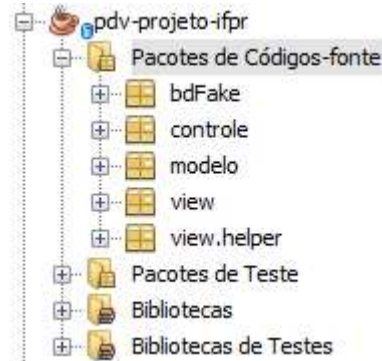 pdv-projeto-ifpr
Pacotes de Códigos-fonte
bdFake
controle
modelo
view
view.helper
Pacotes de Teste
Bibliotecas
Bibliotecas de Testes